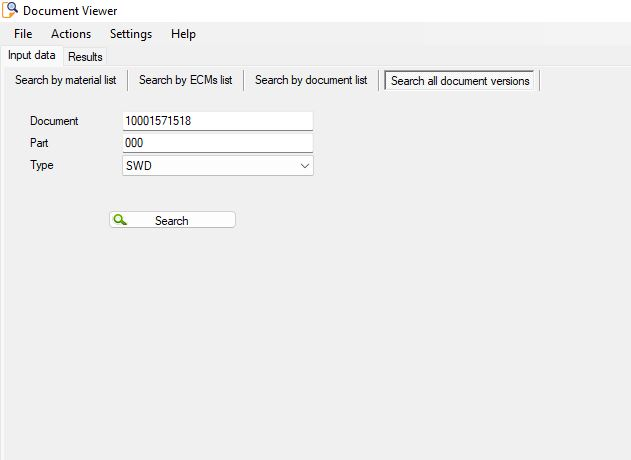 Document Viewer
File Actions Settings Help
Input data Results
Search by material list Search by ECMs list Search by document list Search all document versions
Document 10001571518
Part 000
Type SWD
Search